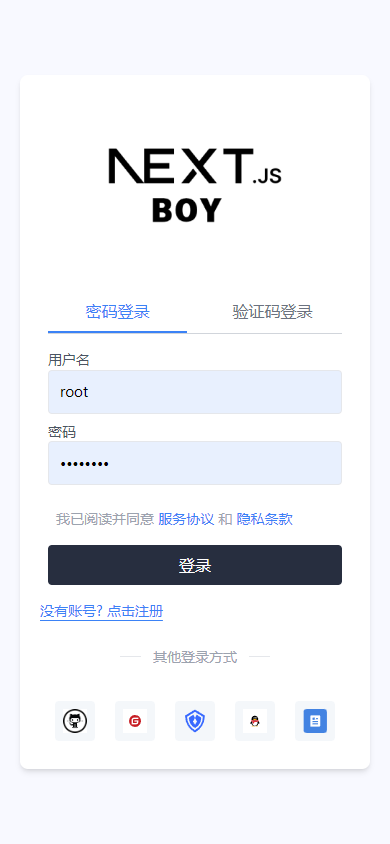 NEXT.JS
BOY
密码登录 验证码登录
用户名
root
密码
••••••••
我已阅读并同意 服务协议 和 隐私条款
登录
没有账号? 点击注册
其他登录方式
G